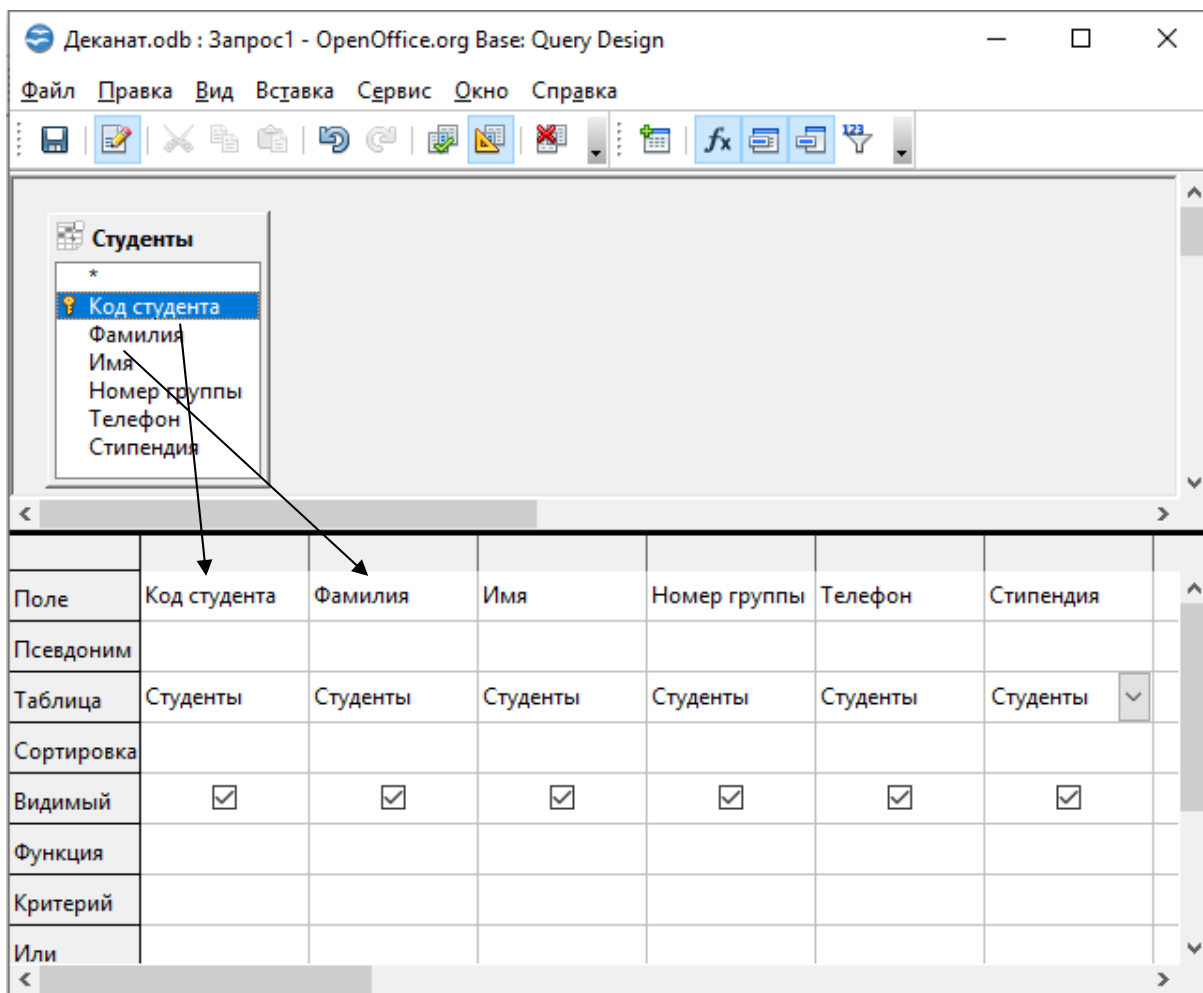 Деканат.odb : Запрос1 - OpenOffice.org Base: Query Design
Файл Правка Вид Вставка Сервис Окно Справка
fx 123
Студенты
*
Код студента
Фамилия
Имя
Номер группы
Телефон
Стипендия
Поле Код студента Фамилия Имя Номер группы Телефон Стипендия
Псевдоним
Таблица Студенты Студенты Студенты Студенты Студенты Студенты
Сортировка
Видимый
Функция
Критерий
Или